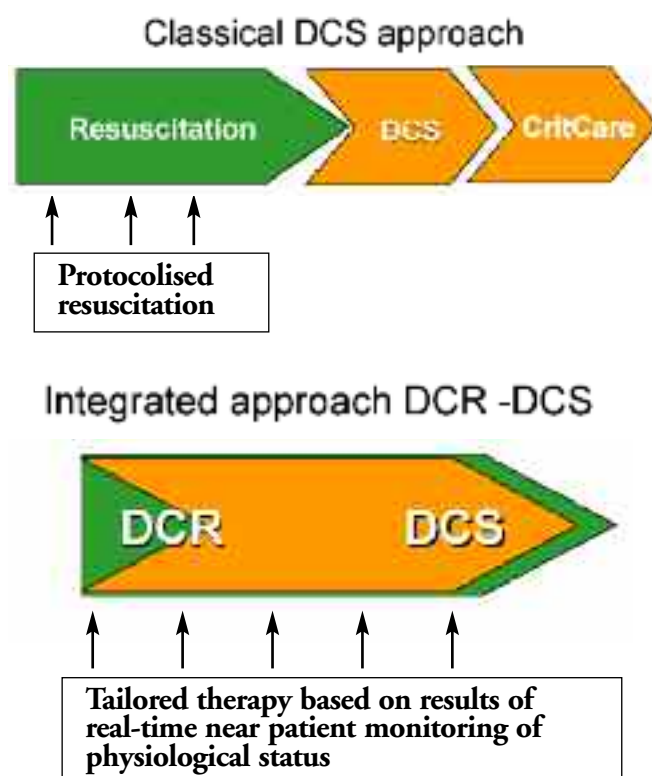 Classical DCS approach
Resuscitation DCS CritCare
Protocolised
resuscitation
Integrated approach DCR -DCS
DCR DCS
Tailored therapy based on results of
real-time near patient monitoring of
physiological status